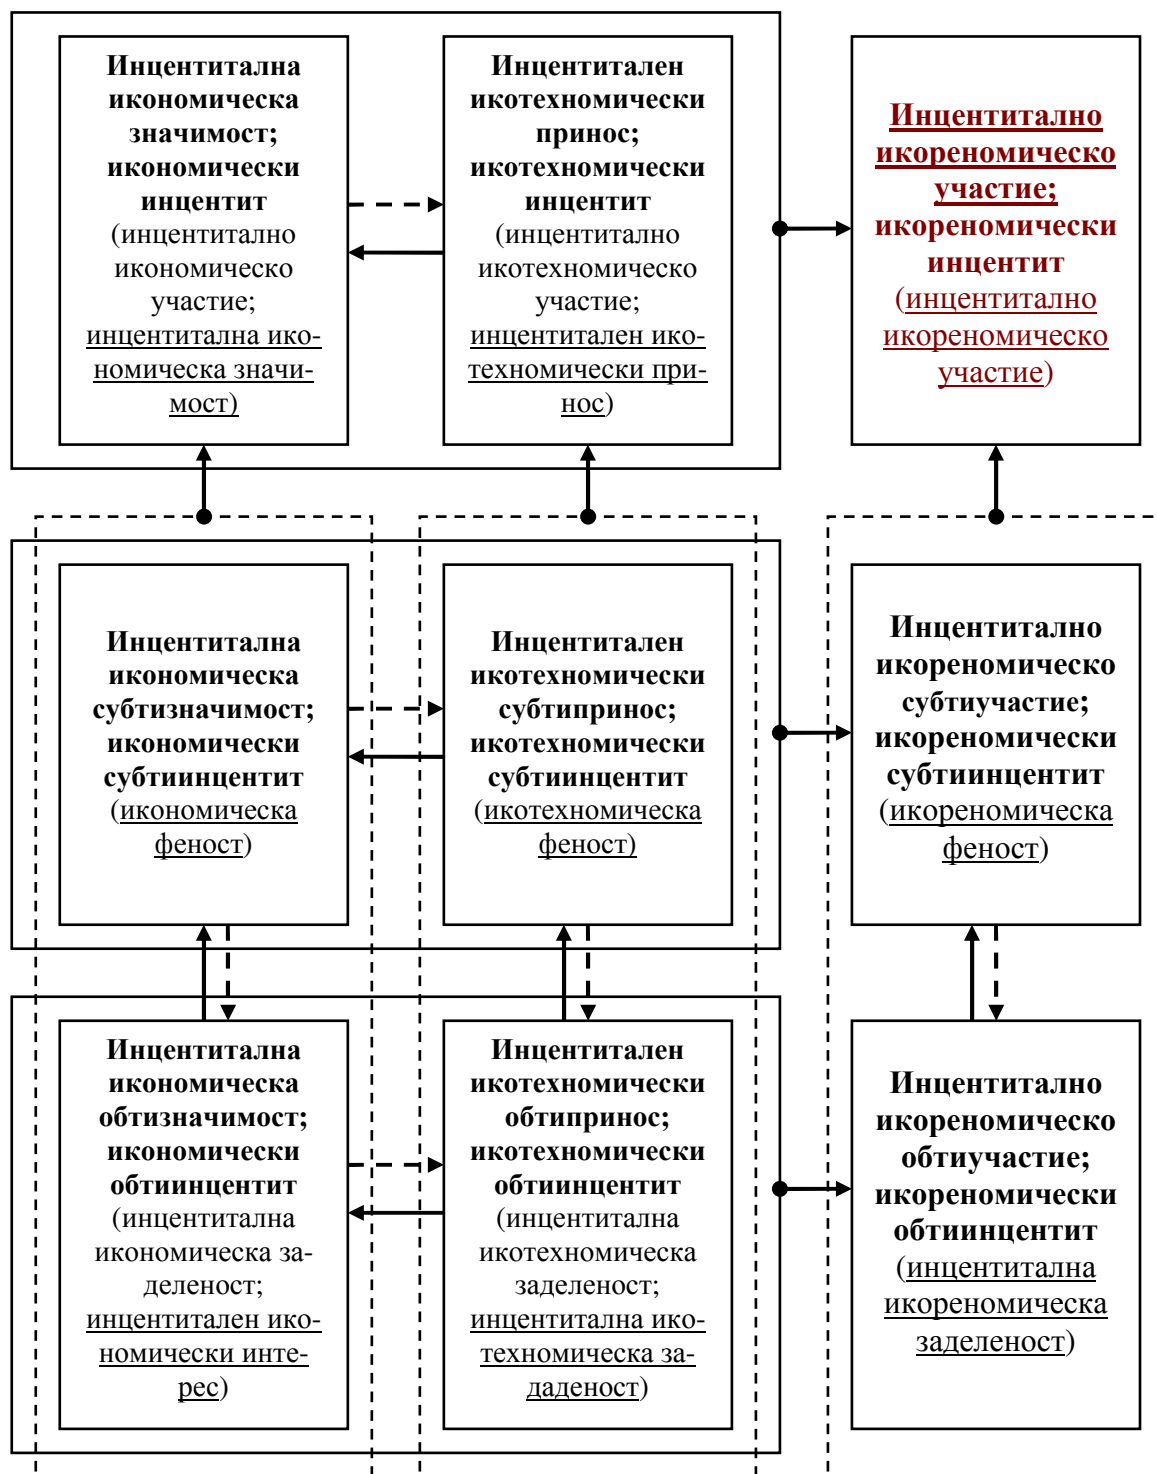 Инцентитална
икономическа
значимост;
икономически
инцентит
(инцентитално
икономическо
участие;
инцентитална ико-
номическа значи-
мост)
Инцентитален
икотехномически
принос;
икотехномически
инцентит
(инцентитално
икотехномическо
участие;
инцентитален ико-
техномически при-
нос)
Инцентитално
икореномическо
участие;
икореномически
инцентит
(инцентитално
икореномическо
участие)
Инцентитална
икономическа
субтизначимост;
икономически
субтиинцентит
(икономическа
феност)
Инцентитален
икотехномически
субтипринос;
икотехномически
субтиинцентит
(икотехномическа
феност)
Инцентитално
икореномическо
субтиучастие;
икореномически
субтиинцентит
(икореномическа
феност)
Инцентитална
икономическа
обтизначимост;
икономически
обтиинцентит
(инцентитална
икономическа за-
деленост;
инцентитален ико-
номически инте-
рес)
Инцентитален
икотехномически
обтипринос;
икотехномически
обтиинцентит
(инцентитална
икотехномическа
заделеност;
инцентитална ико-
техномическа за-
даденост)
Инцентитално
икореномическо
обтиучастие;
икореномически
обтиинцентит
(инцентитална
икореномическа
заделеност)